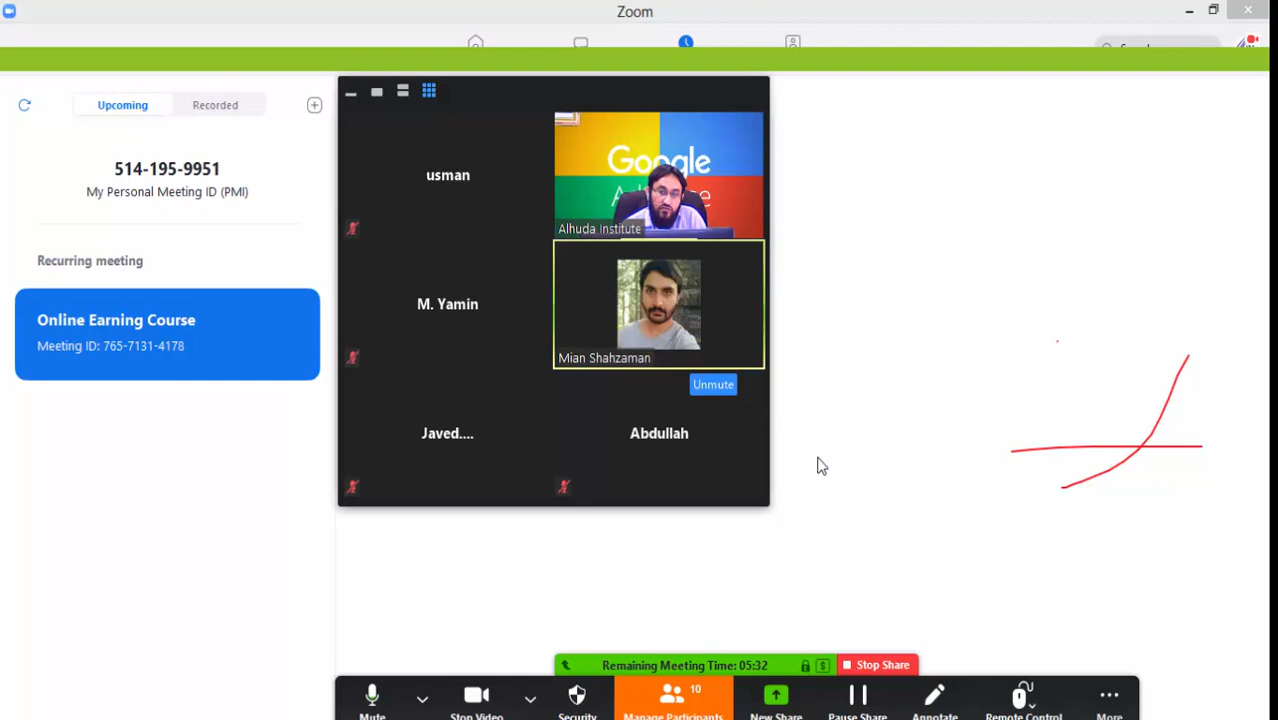 Zoom
Upcoming
Recorded
514-195-9951
My Personal Meeting ID (PMI)
Recurring meeting
Online Earning Course
Meeting ID: 765-7131-4178
usman
Google
Alhuda Institute
M. Yamin
Mian Shahzaman
Unmute
Javed....
Abdullah
Remaining Meeting Time: 05:32
Stop Share
10
Mute
Stop Video
Security
Manage Participants
New Share
Pause Share
Annotate
Remote Control
More